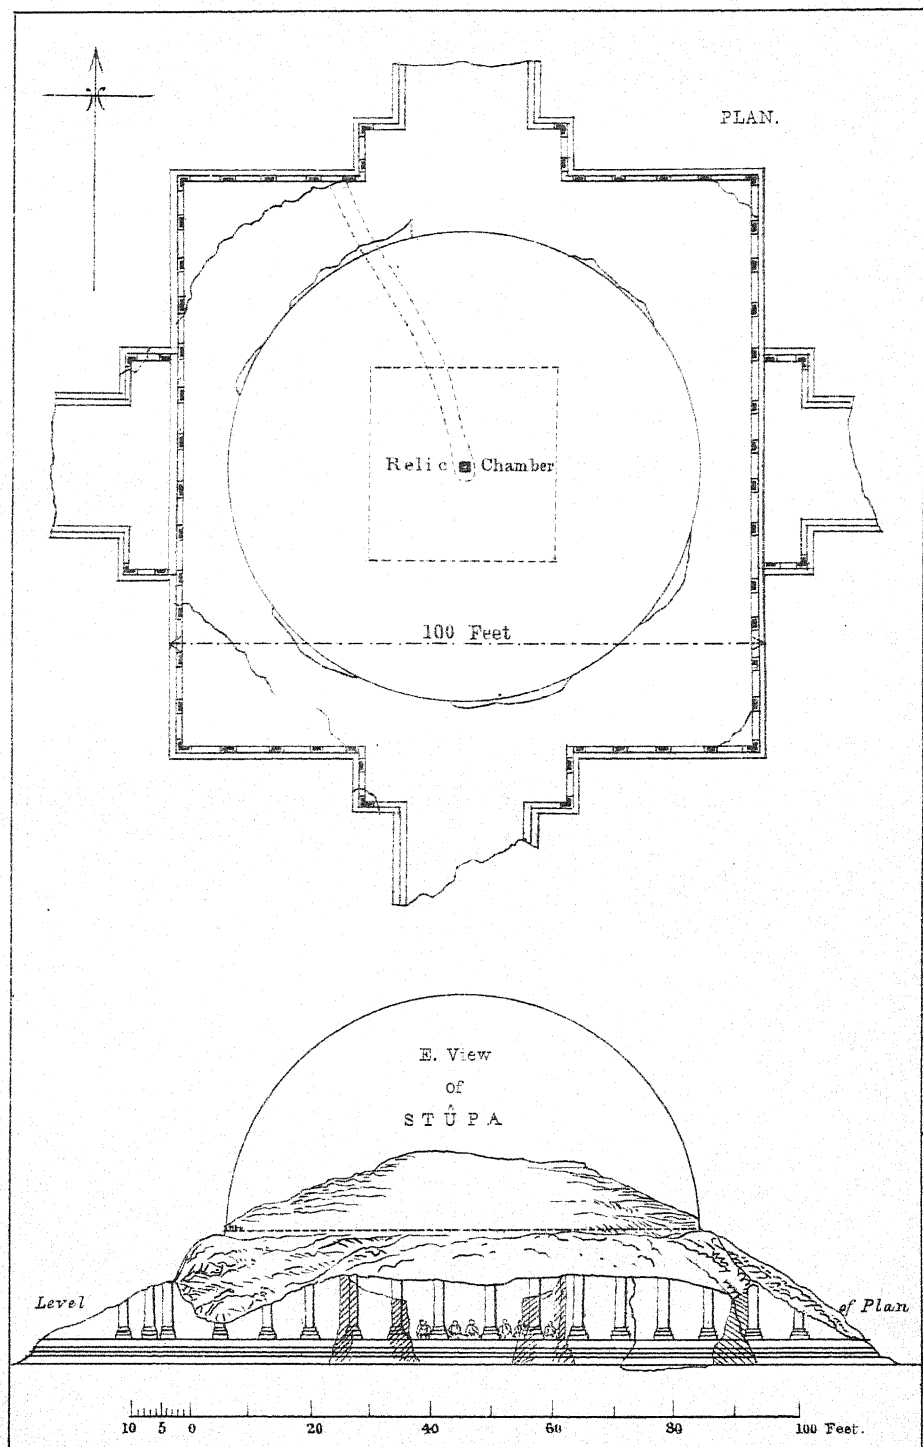 PLAN.
Relic Chamber
100 Feet
E. View
of
STÛPA
Level of Plan
10 5 0 20 40 60 80 100 Feet.